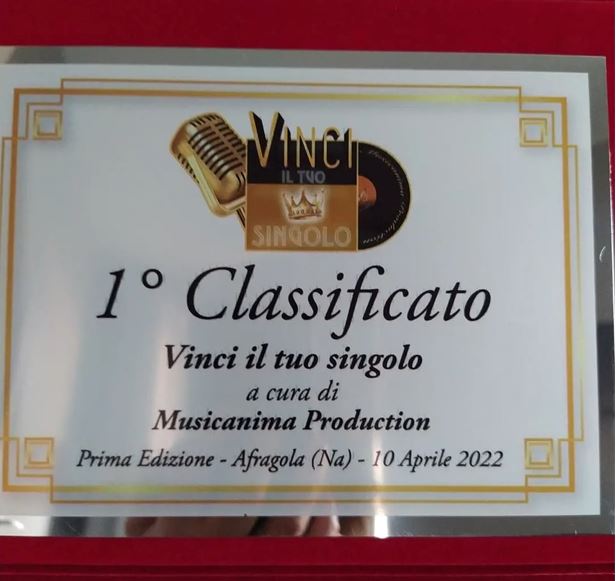 VINCI
IL TUO
SINGOLO
1° Classificato
Vinci il tuo singolo
a cura di
Musicanima Production
Prima Edizione - Afragola (Na) - 10 Aprile 2022